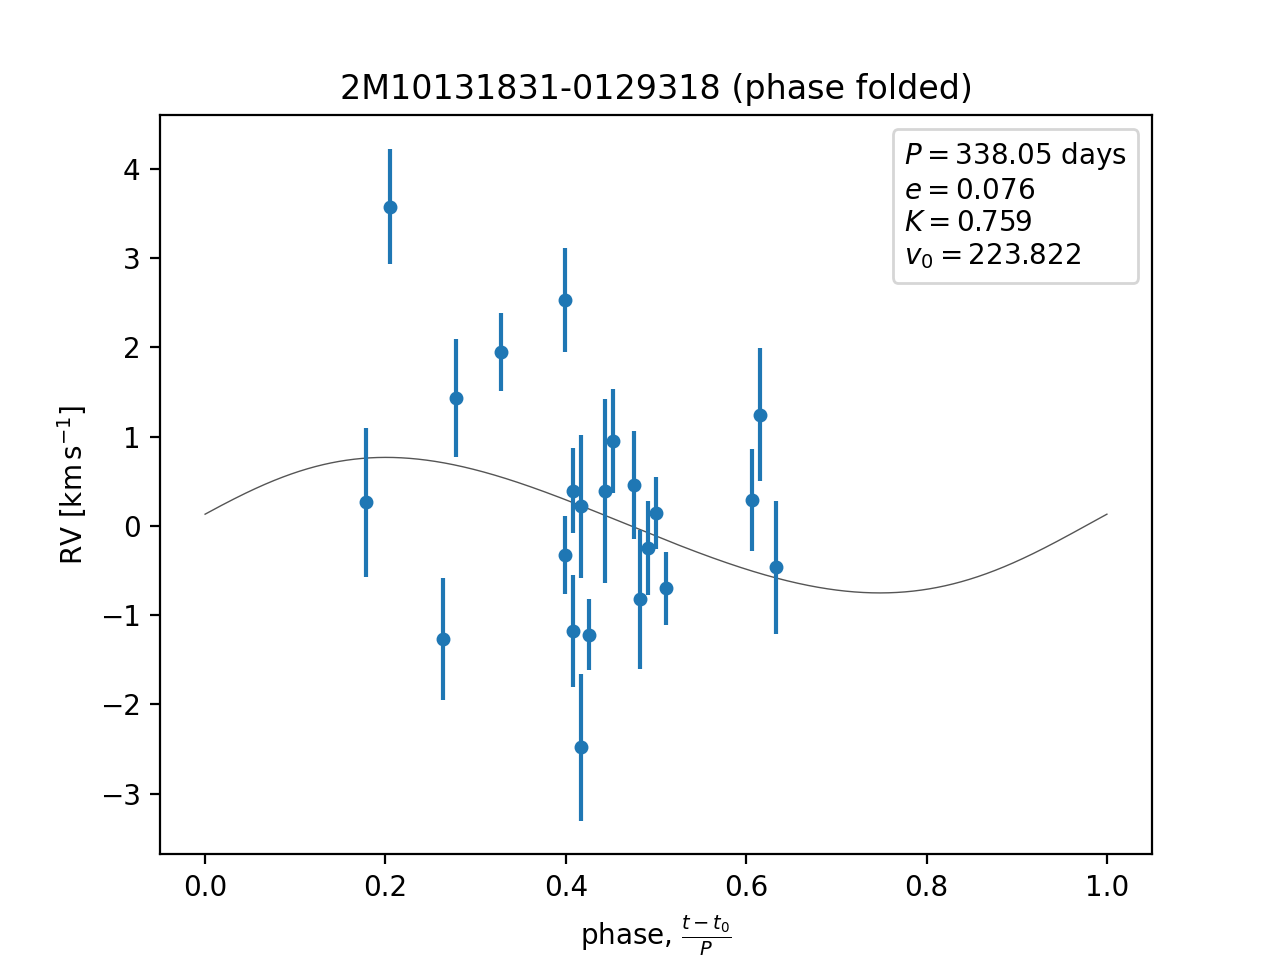 2M10131831-0129318 (phase folded)
P = 338.05 days
e = 0.076
K = 0.759
v₀ = 223.822
4
3
2
1
0
−1
−2
−3
RV [km s⁻¹]
0.0 0.2 0.4 0.6 0.8 1.0
phase, (t − t₀)/P